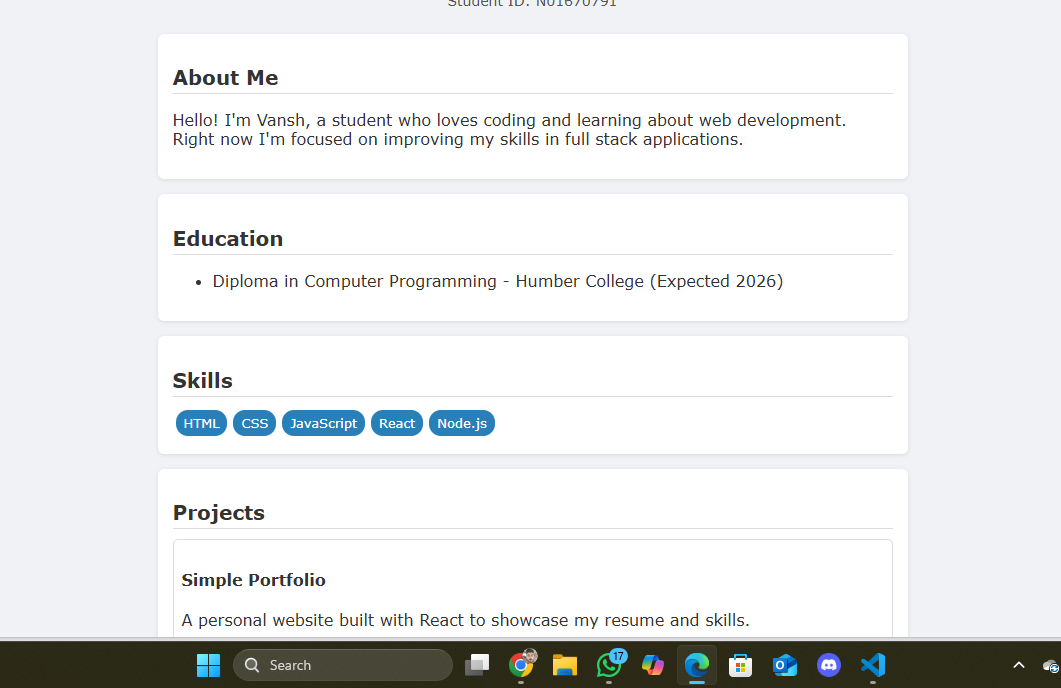 Student ID: N01670791
About Me
Hello! I'm Vansh, a student who loves coding and learning about web development.
Right now I'm focused on improving my skills in full stack applications.
Education
• Diploma in Computer Programming - Humber College (Expected 2026)
Skills
HTML CSS JavaScript React Node.js
Projects
Simple Portfolio
A personal website built with React to showcase my resume and skills.
Search
17